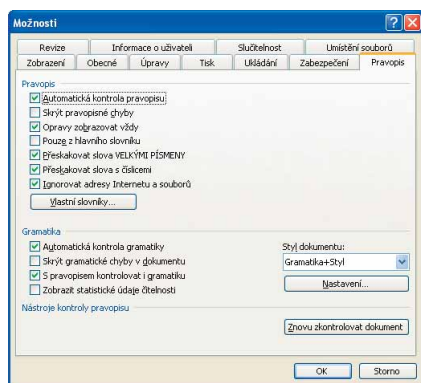 Možnosti
Revize Informace o uživateli Slučitelnost Umístění souborů
Zobrazení Obecné Úpravy Tisk Ukládání Zabezpečení Pravopis
Pravopis
Automatická kontrola pravopisu
Skrýt pravopisné chyby
Opravy zobrazovat vždy
Pouze z hlavního slovníku
Přeskakovat slova VELKÝMI PÍSMENY
Přeskakovat slova s číslicemi
Ignorovat adresy Internetu a souborů
Vlastní slovníky...
Gramatika
Automatická kontrola gramatiky Styl dokumentu:
Skrýt gramatické chyby v dokumentu Gramatika+Styl
S pravopisem kontrolovat i gramatiku
Nastavení...
Zobrazit statistické údaje čitelnosti
Nástroje kontroly pravopisu
Znovu zkontrolovat dokument
OK Storno